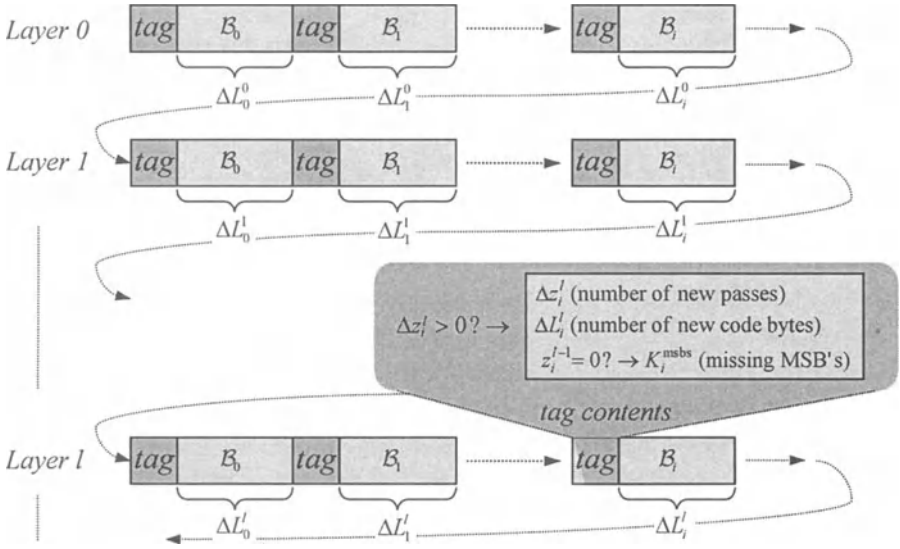 Layer 0 tag B₀ tag B₁ tag Bᵢ
ΔL₀⁰ ΔL₁⁰ ΔLᵢ⁰
Layer 1 tag B₀ tag B₁ tag Bᵢ
ΔL₀¹ ΔL₁¹ ΔLᵢ¹
Δzᵢˡ > 0? →
Δzᵢˡ (number of new passes)
ΔLᵢˡ (number of new code bytes)
zᵢˡ⁻¹ = 0? → Kᵢᵐˢᵇˢ (missing MSB's)
tag contents
Layer l tag B₀ tag B₁ tag Bᵢ
ΔL₀ˡ ΔL₁ˡ ΔLᵢˡ